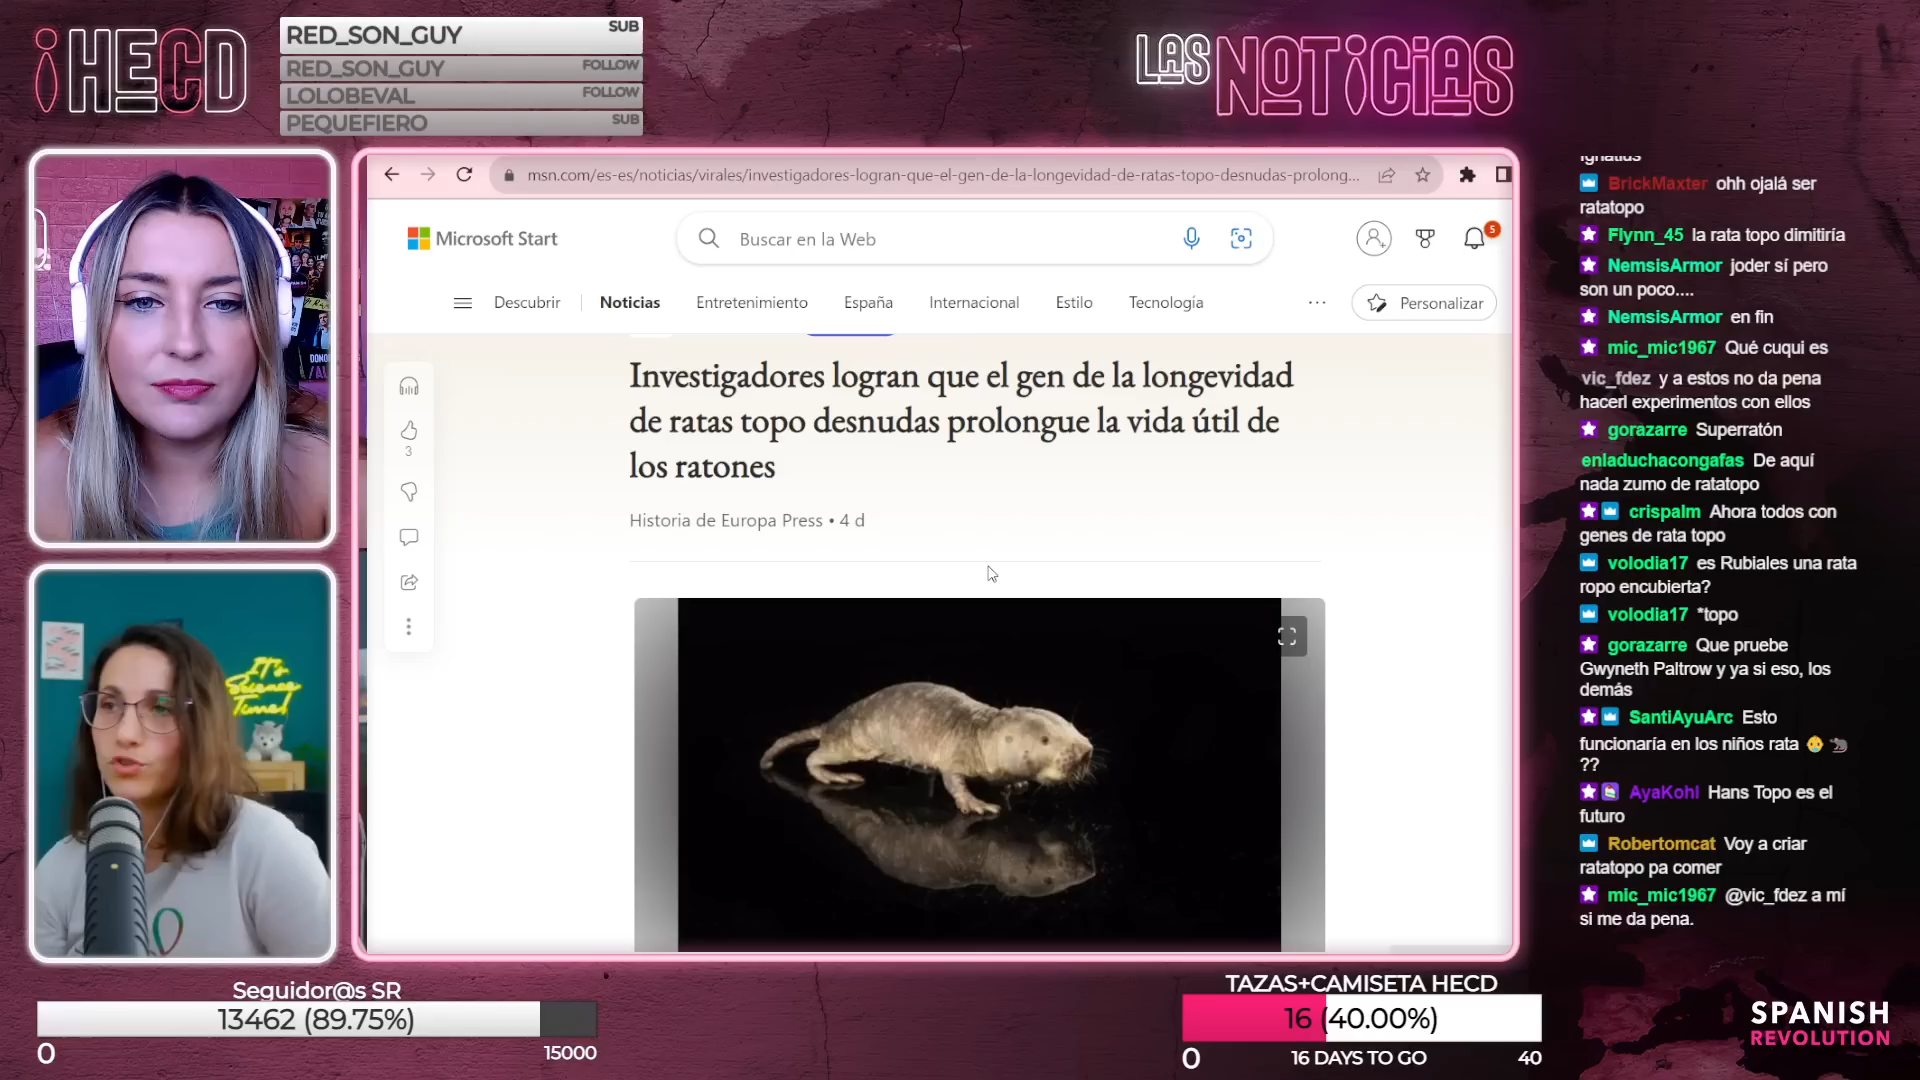 ¡HECD
RED_SON_GUY SUB
RED_SON_GUY FOLLOW
LOLOBEVAL FOLLOW
PEQUEFIERO SUB
LAS NOTICIAS
msn.com/es-es/noticias/virales/investigadores-logran-que-el-gen-de-la-longevidad-de-ratas-topo-desnudas-prolong...
Microsoft Start
Buscar en la Web
5
Descubrir
Noticias
Entretenimiento
España
Internacional
Estilo
Tecnología
...
Personalizar
3
Investigadores logran que el gen de la longevidad
de ratas topo desnudas prolongue la vida útil de
los ratones
Historia de Europa Press • 4 d
It's
Science
Time!
ignatius
BrickMaxter ohh ojalá ser
ratatopo
Flynn_45 la rata topo dimitiría
NemsisArmor joder sí pero
son un poco....
NemsisArmor en fin
mic_mic1967 Qué cuqui es
vic_fdez y a estos no da pena
hacerl experimentos con ellos
gorazarre Superratón
enladuchacongafas De aquí
nada zumo de ratatopo
crispalm Ahora todos con
genes de rata topo
volodia17 es Rubiales una rata
ropo encubierta?
volodia17 *topo
gorazarre Que pruebe
Gwyneth Paltrow y ya si eso, los
demás
SantiAyuArc Esto
funcionaría en los niños rata 👶 🐀
??
AyaKohl Hans Topo es el
futuro
Robertomcat Voy a criar
ratatopo pa comer
mic_mic1967 @vic_fdez a mí
si me da pena.
Seguidor@s SR
13462 (89.75%)
0
15000
TAZAS+CAMISETA HECD
16 (40.00%)
0
16 DAYS TO GO
40
SPANISH
REVOLUTION